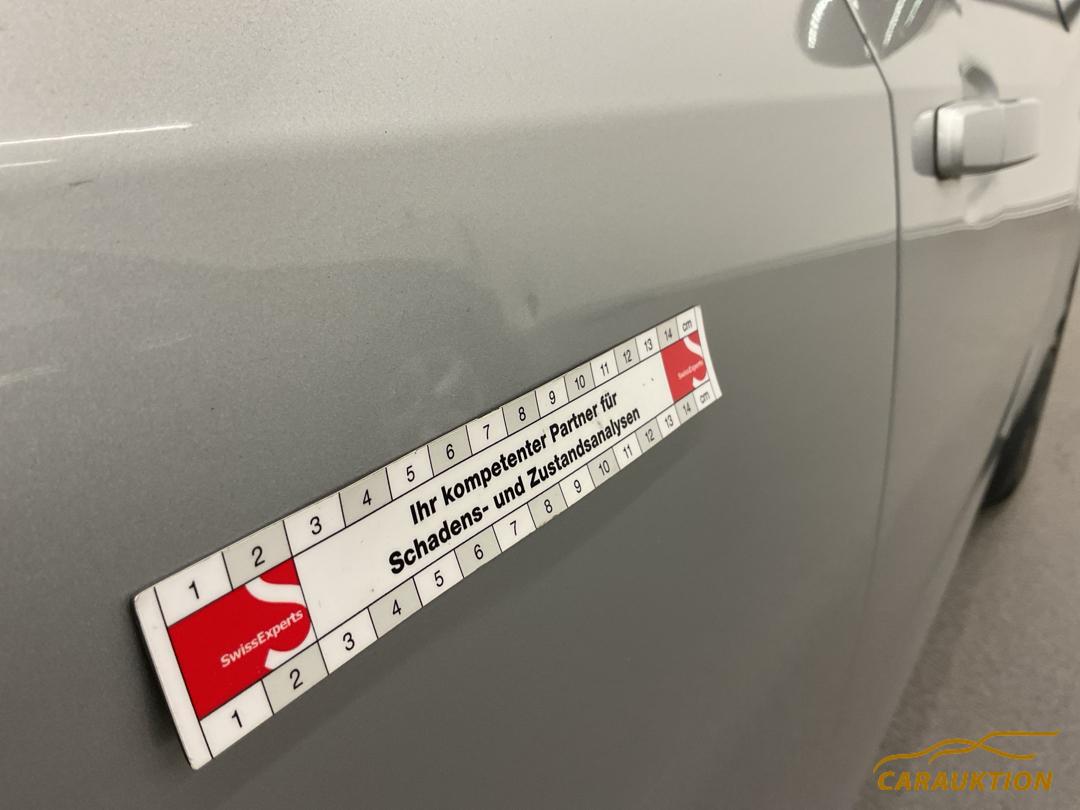 1 2 3 4 5 6 7 8 9 10 11 12 13 14 cm
Ihr kompetenter Partner für
Schadens- und Zustandsanalysen
SwissExperts
SwissExperts
1 2 3 4 5 6 7 8 9 10 11 12 13 14 cm
CARAUKTION